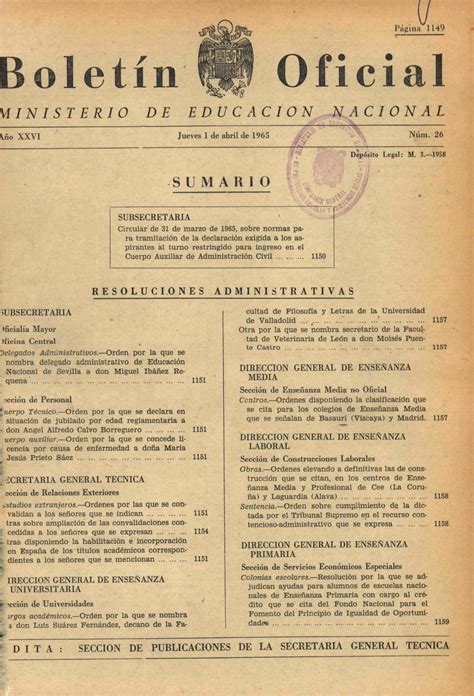 Página 1149
Boletín Oficial
MINISTERIO DE EDUCACION NACIONAL
Año XXVI Jueves 1 de abril de 1965 Núm. 26
Depósito Legal: M. 3.—1958
SUMARIO
SUBSECRETARIA
Circular de 31 de marzo de 1965, sobre normas pa-
ra tramitación de la declaración exigida a los as-
pirantes al turno restringido para ingreso en el
Cuerpo Auxiliar de Administración Civil ... ... ... 1150
RESOLUCIONES ADMINISTRATIVAS
SUBSECRETARIA
Oficialía Mayor
Oficina Central
Delegados Administrativos.—Orden por la que se
nombra delegado administrativo de Educación
Nacional de Sevilla a don Miguel Ibáñez Re-
quena ... ... ... ... ... ... ... ... ... ... 1151
Sección de Personal
Cuerpo Técnico.—Orden por la que se declara en
situación de jubilado por edad reglamentaria a
don Angel Alfredo Calvo Borreguero ... ... ... 1151
Cuerpo auxiliar.—Orden por la que se concede li-
cencia por causa de enfermedad a doña María
Jesús Prieto Sáez ... ... ... ... ... ... ... 1151
SECRETARIA GENERAL TECNICA
Sección de Relaciones Exteriores
Estudios extranjeros.—Ordenes por las que se con-
validan a los señores que se indican ... ... ... ... 1151
tras sobre ampliación de las convalidaciones con-
cedidas a los señores que se expresan ... ... ... 1154
tras disponiendo la habilitación e incorporación
en España de los títulos académicos correspon-
dientes a los señores que se mencionan ... ... ... 1151
DIRECCION GENERAL DE ENSEÑANZA
UNIVERSITARIA
Sección de Universidades
Cargos académicos.—Orden por la que se nombra
a don Luis Suárez Fernández, decano de la Fa-
cultad de Filosofía y Letras de la Universidad
de Valladolid ... ... ... ... ... ... ... ... 1157
Otra por la que se nombra secretario de la Facul-
tad de Veterinaria de León a don Moisés Puen-
te Castro ... ... ... ... ... ... ... ... ... 1157
DIRECCION GENERAL DE ENSEÑANZA
MEDIA
Sección de Enseñanza Media no Oficial
Centros.—Ordenes disponiendo la clasificación que
se cita para los colegios de Enseñanza Media
que se señalan de Bassuri (Vizcaya) y Madrid. 1157
DIRECCION GENERAL DE ENSEÑANZA
LABORAL
Sección de Construcciones Laborales
Obras.—Ordenes elevando a definitivas las de cons-
trucción que se citan, en los centros de Ense-
ñanza Media y Profesional de Cee (La Coru-
ña) y Laguardia (Alava) ... ... ... ... ... ... 1158
Sentencia.—Orden sobre cumplimiento de la dic-
tada por el Tribunal Supremo en el recurso con-
tencioso-administrativo que se expresa ... ... ... 1158
DIRECCION GENERAL DE ENSEÑANZA
PRIMARIA
Sección de Servicios Económicos Especiales
Colonias escolares.—Resolución por la que se ad-
judican ayudas para alumnos de escuelas nacio-
nales de Enseñanza Primaria con cargo al crédi-
to que se cita del Fondo Nacional para el
Fomento del Principio de Igualdad de Oportuni-
dades ... ... ... ... ... ... ... ... ... ... 1159
DITA: SECCION DE PUBLICACIONES DE LA SECRETARIA GENERAL TECNICA